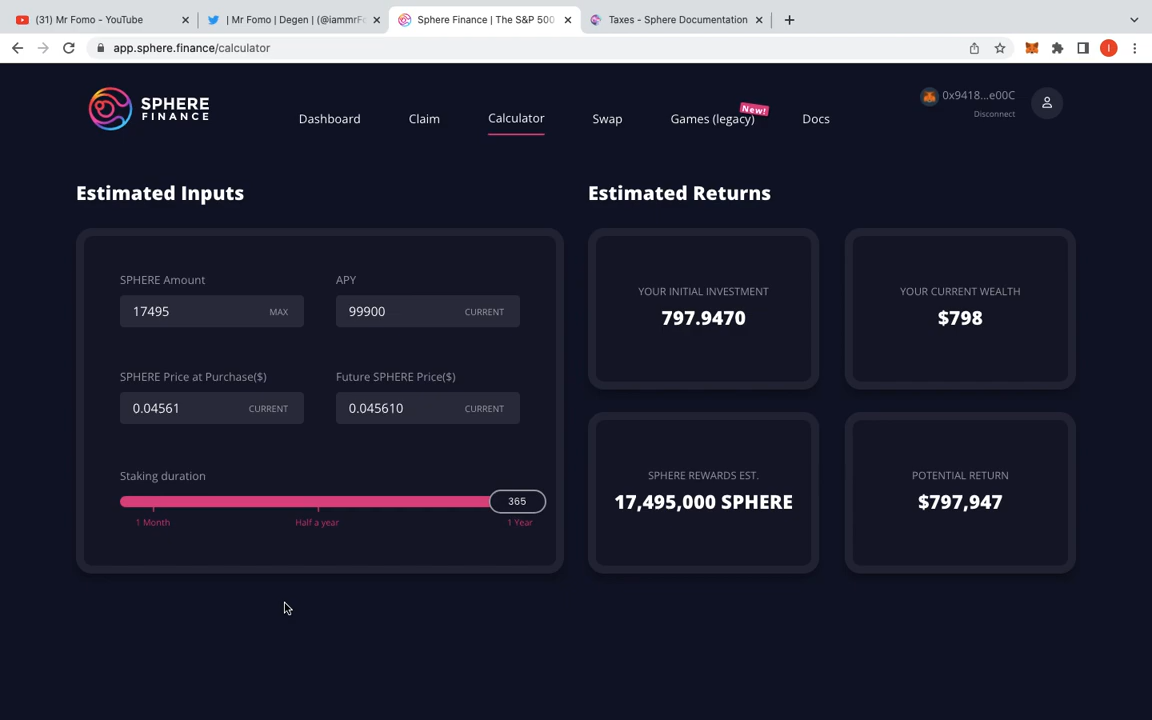 (31) Mr Fomo - YouTube
| Mr Fomo | Degen | (@iammrFo
Sphere Finance | The S&P 500
Taxes - Sphere Documentation
app.sphere.finance/calculator
I
SPHERE
FINANCE
Dashboard
Claim
Calculator
Swap
Games (legacy)
New!
Docs
0x9418...e00C
Disconnect
Estimated Inputs
SPHERE Amount
APY
17495
MAX
99900
CURRENT
SPHERE Price at Purchase($)
Future SPHERE Price($)
0.04561
CURRENT
0.045610
CURRENT
Staking duration
365
1 Month
Half a year
1 Year
Estimated Returns
YOUR INITIAL INVESTMENT
797.9470
YOUR CURRENT WEALTH
$798
SPHERE REWARDS EST.
17,495,000 SPHERE
POTENTIAL RETURN
$797,947